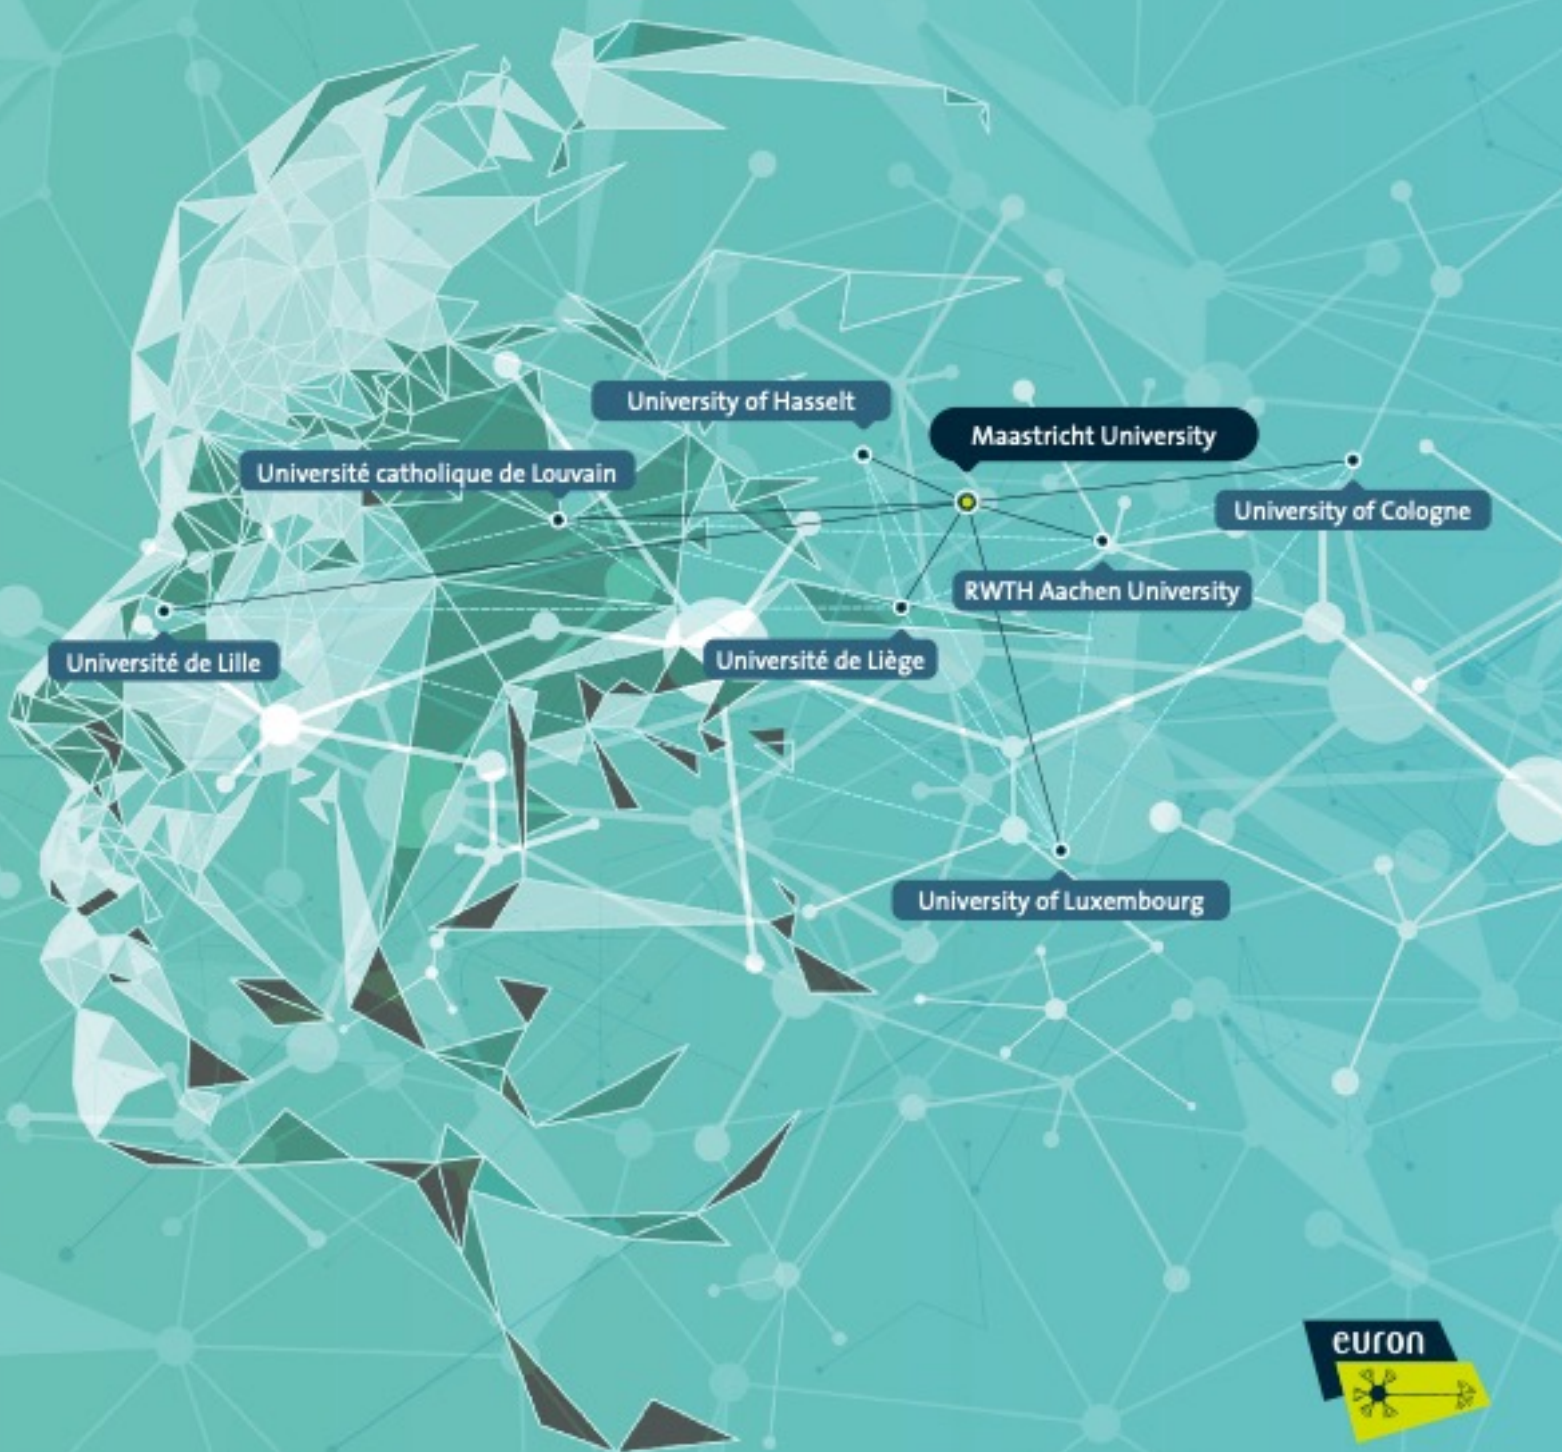 University of Hasselt
Maastricht University
Université catholique de Louvain
University of Cologne
RWTH Aachen University
Université de Lille
Université de Liège
University of Luxembourg
euron